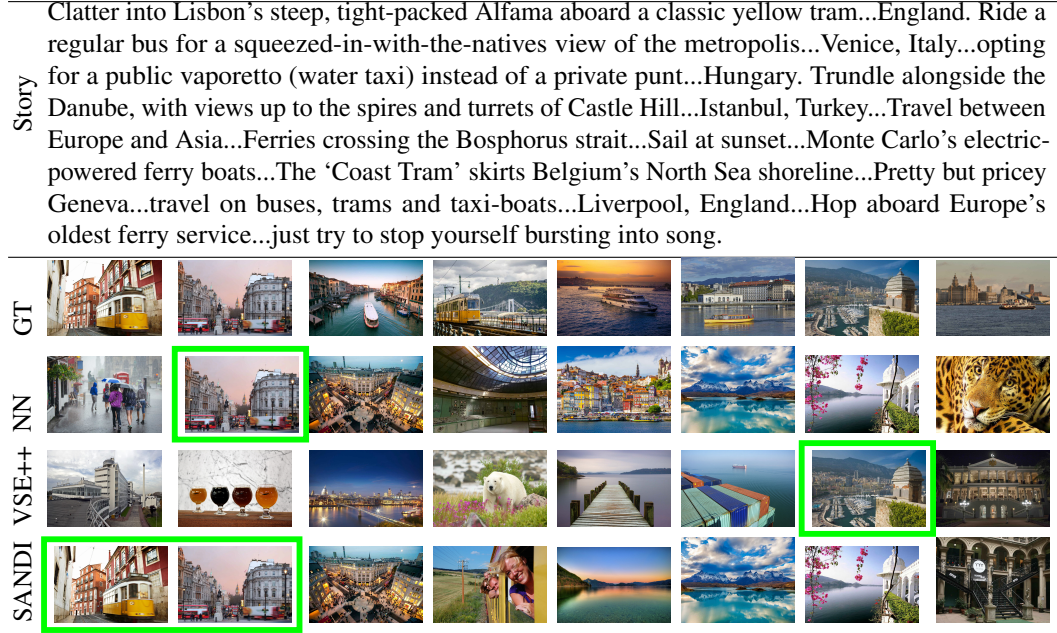 Clatter into Lisbon's steep, tight-packed Alfama aboard a classic yellow tram...England. Ride a
regular bus for a squeezed-in-with-the-natives view of the metropolis...Venice, Italy...opting
for a public vaporetto (water taxi) instead of a private punt...Hungary. Trundle alongside the
Danube, with views up to the spires and turrets of Castle Hill...Istanbul, Turkey...Travel between
Europe and Asia...Ferries crossing the Bosphorus strait...Sail at sunset...Monte Carlo's electric-
powered ferry boats...The ‘Coast Tram’ skirts Belgium's North Sea shoreline...Pretty but pricey
Geneva...travel on buses, trams and taxi-boats...Liverpool, England...Hop aboard Europe's
oldest ferry service...just try to stop yourself bursting into song.
Story
GT
NN
VSE++
SANDI